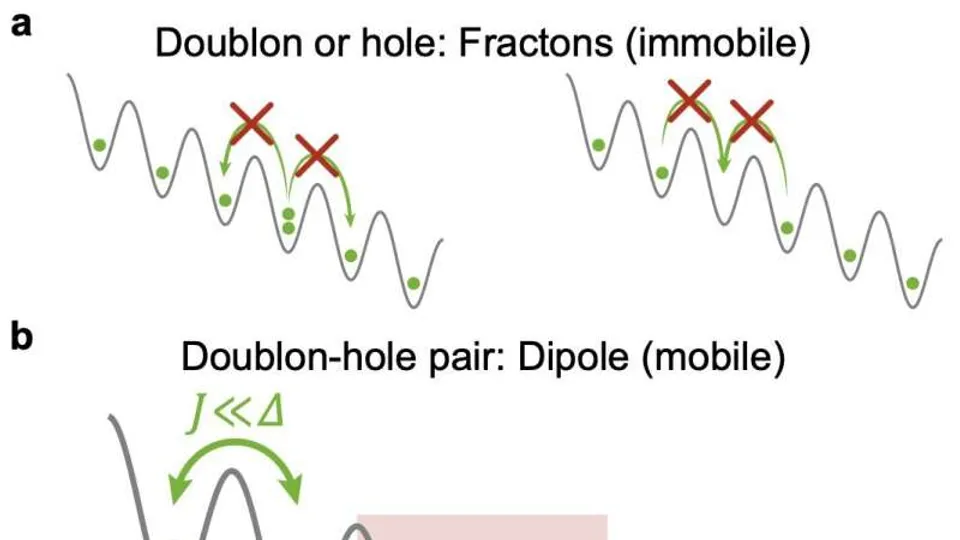 a
Doublon or hole: Fractons (immobile)
b
Doublon-hole pair: Dipole (mobile)
J≪Δ